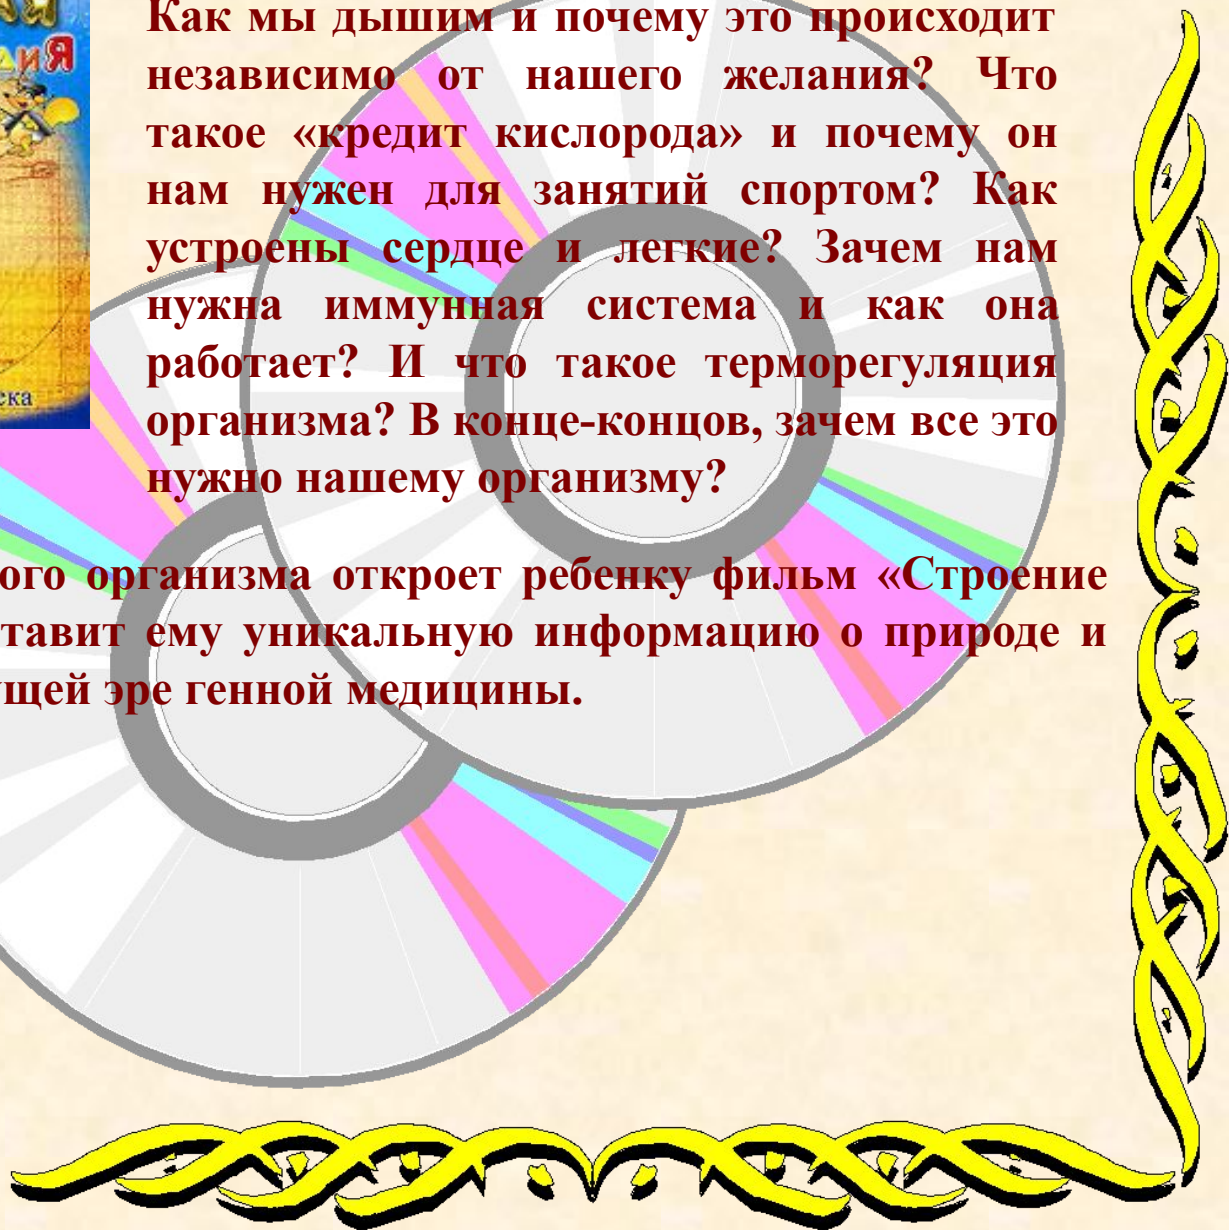 Как мы дышим и почему это происходит
независимо от нашего желания? Что
такое «кредит кислорода» и почему он
нам нужен для занятий спортом? Как
устроены сердце и легкие? Зачем нам
нужна иммунная система и как она
работает? И что такое терморегуляция
организма? В конце-концов, зачем все это
нужно нашему организму?
ого организма откроет ребенку фильм «Строение
тавит ему уникальную информацию о природе и
ущей эре генной медицины.